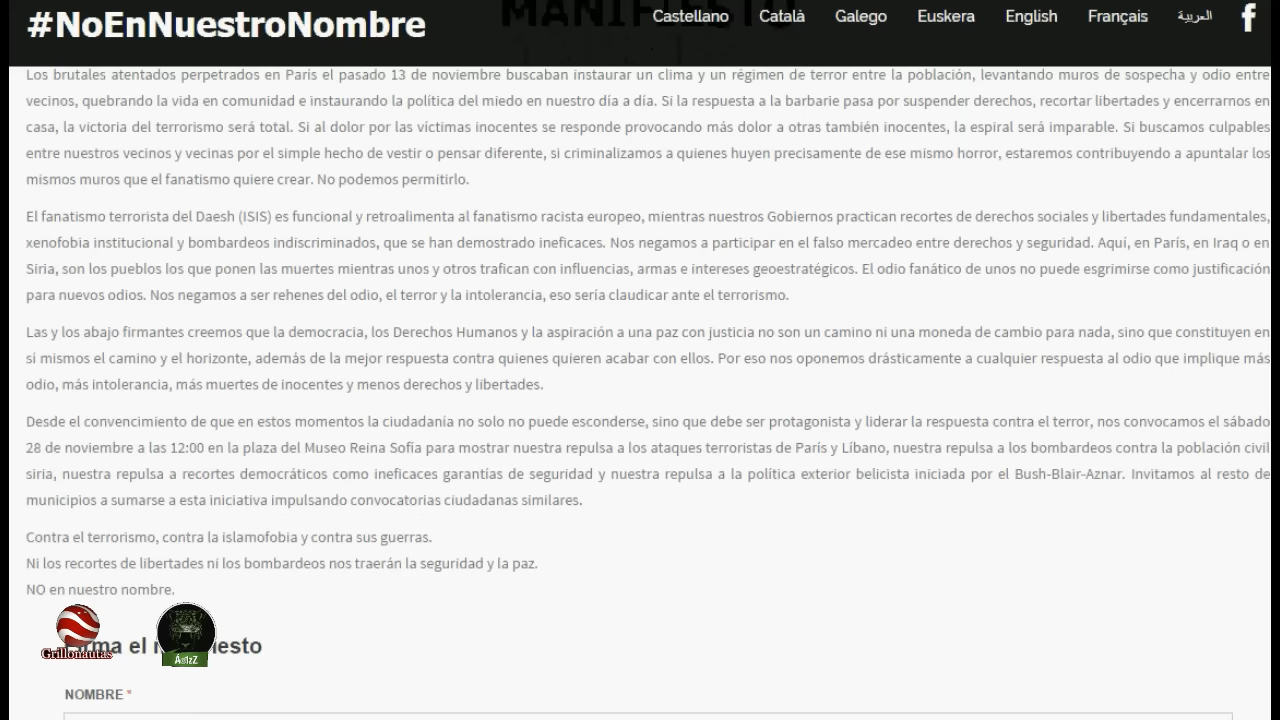 MANIFIESTO
#NoEnNuestroNombre
Castellano Català Galego Euskera English Français العربية f
Los brutales atentados perpetrados en París el pasado 13 de noviembre buscaban instaurar un clima y un régimen de terror entre la población, levantando muros de sospecha y odio entre
vecinos, quebrando la vida en comunidad e instaurando la política del miedo en nuestro día a día. Si la respuesta a la barbarie pasa por suspender derechos, recortar libertades y encerrarnos en
casa, la victoria del terrorismo será total. Si al dolor por las víctimas inocentes se responde provocando más dolor a otras también inocentes, la espiral será imparable. Si buscamos culpables
entre nuestros vecinos y vecinas por el simple hecho de vestir o pensar diferente, si criminalizamos a quienes huyen precisamente de ese mismo horror, estaremos contribuyendo a apuntalar los
mismos muros que el fanatismo quiere crear. No podemos permitirlo.
El fanatismo terrorista del Daesh (ISIS) es funcional y retroalimenta al fanatismo racista europeo, mientras nuestros Gobiernos practican recortes de derechos sociales y libertades fundamentales,
xenofobia institucional y bombardeos indiscriminados, que se han demostrado ineficaces. Nos negamos a participar en el falso mercadeo entre derechos y seguridad. Aquí, en París, en Iraq o en
Siria, son los pueblos los que ponen las muertes mientras unos y otros trafican con influencias, armas e intereses geoestratégicos. El odio fanático de unos no puede esgrimirse como justificación
para nuevos odios. Nos negamos a ser rehenes del odio, el terror y la intolerancia, eso sería claudicar ante el terrorismo.
Las y los abajo firmantes creemos que la democracia, los Derechos Humanos y la aspiración a una paz con justicia no son un camino ni una moneda de cambio para nada, sino que constituyen en
si mismos el camino y el horizonte, además de la mejor respuesta contra quienes quieren acabar con ellos. Por eso nos oponemos drásticamente a cualquier respuesta al odio que implique más
odio, más intolerancia, más muertes de inocentes y menos derechos y libertades.
Desde el convencimiento de que en estos momentos la ciudadanía no solo no puede esconderse, sino que debe ser protagonista y liderar la respuesta contra el terror, nos convocamos el sábado
28 de noviembre a las 12:00 en la plaza del Museo Reina Sofía para mostrar nuestra repulsa a los ataques terroristas de París y Líbano, nuestra repulsa a los bombardeos contra la población civil
siria, nuestra repulsa a recortes democráticos como ineficaces garantías de seguridad y nuestra repulsa a la política exterior belicista iniciada por el Bush-Blair-Aznar. Invitamos al resto de
municipios a sumarse a esta iniciativa impulsando convocatorias ciudadanas similares.
Contra el terrorismo, contra la islamofobia y contra sus guerras.
Ni los recortes de libertades ni los bombardeos nos traerán la seguridad y la paz.
NO en nuestro nombre.
Firma el manifiesto
Grillonautas
NOMBRE *